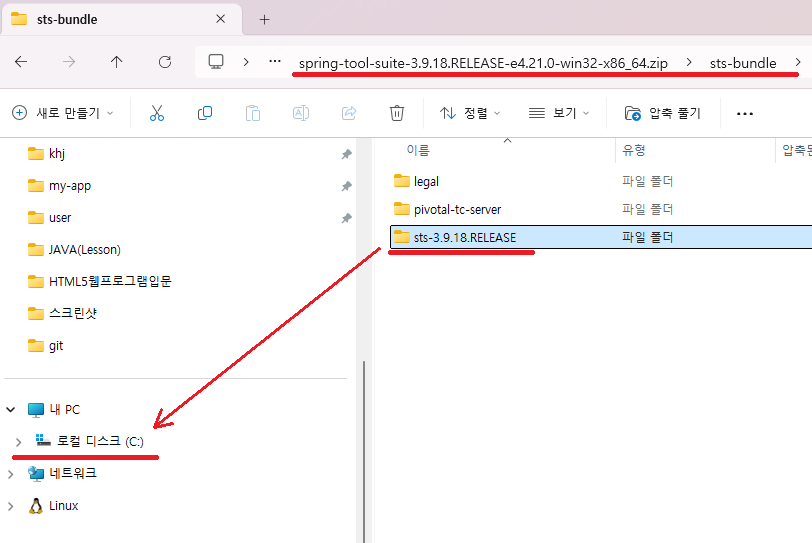 sts-bundle
spring-tool-suite-3.9.18.RELEASE-e4.21.0-win32-x86_64.zip > sts-bundle
새로 만들기 정렬 보기 압축 풀기
이름 유형
khj
my-app
user
JAVA(Lesson)
HTML5웹프로그램입문
스크린샷
git
내 PC
로컬 디스크 (C:)
네트워크
Linux
legal 파일 폴더
pivotal-tc-server 파일 폴더
sts-3.9.18.RELEASE 파일 폴더